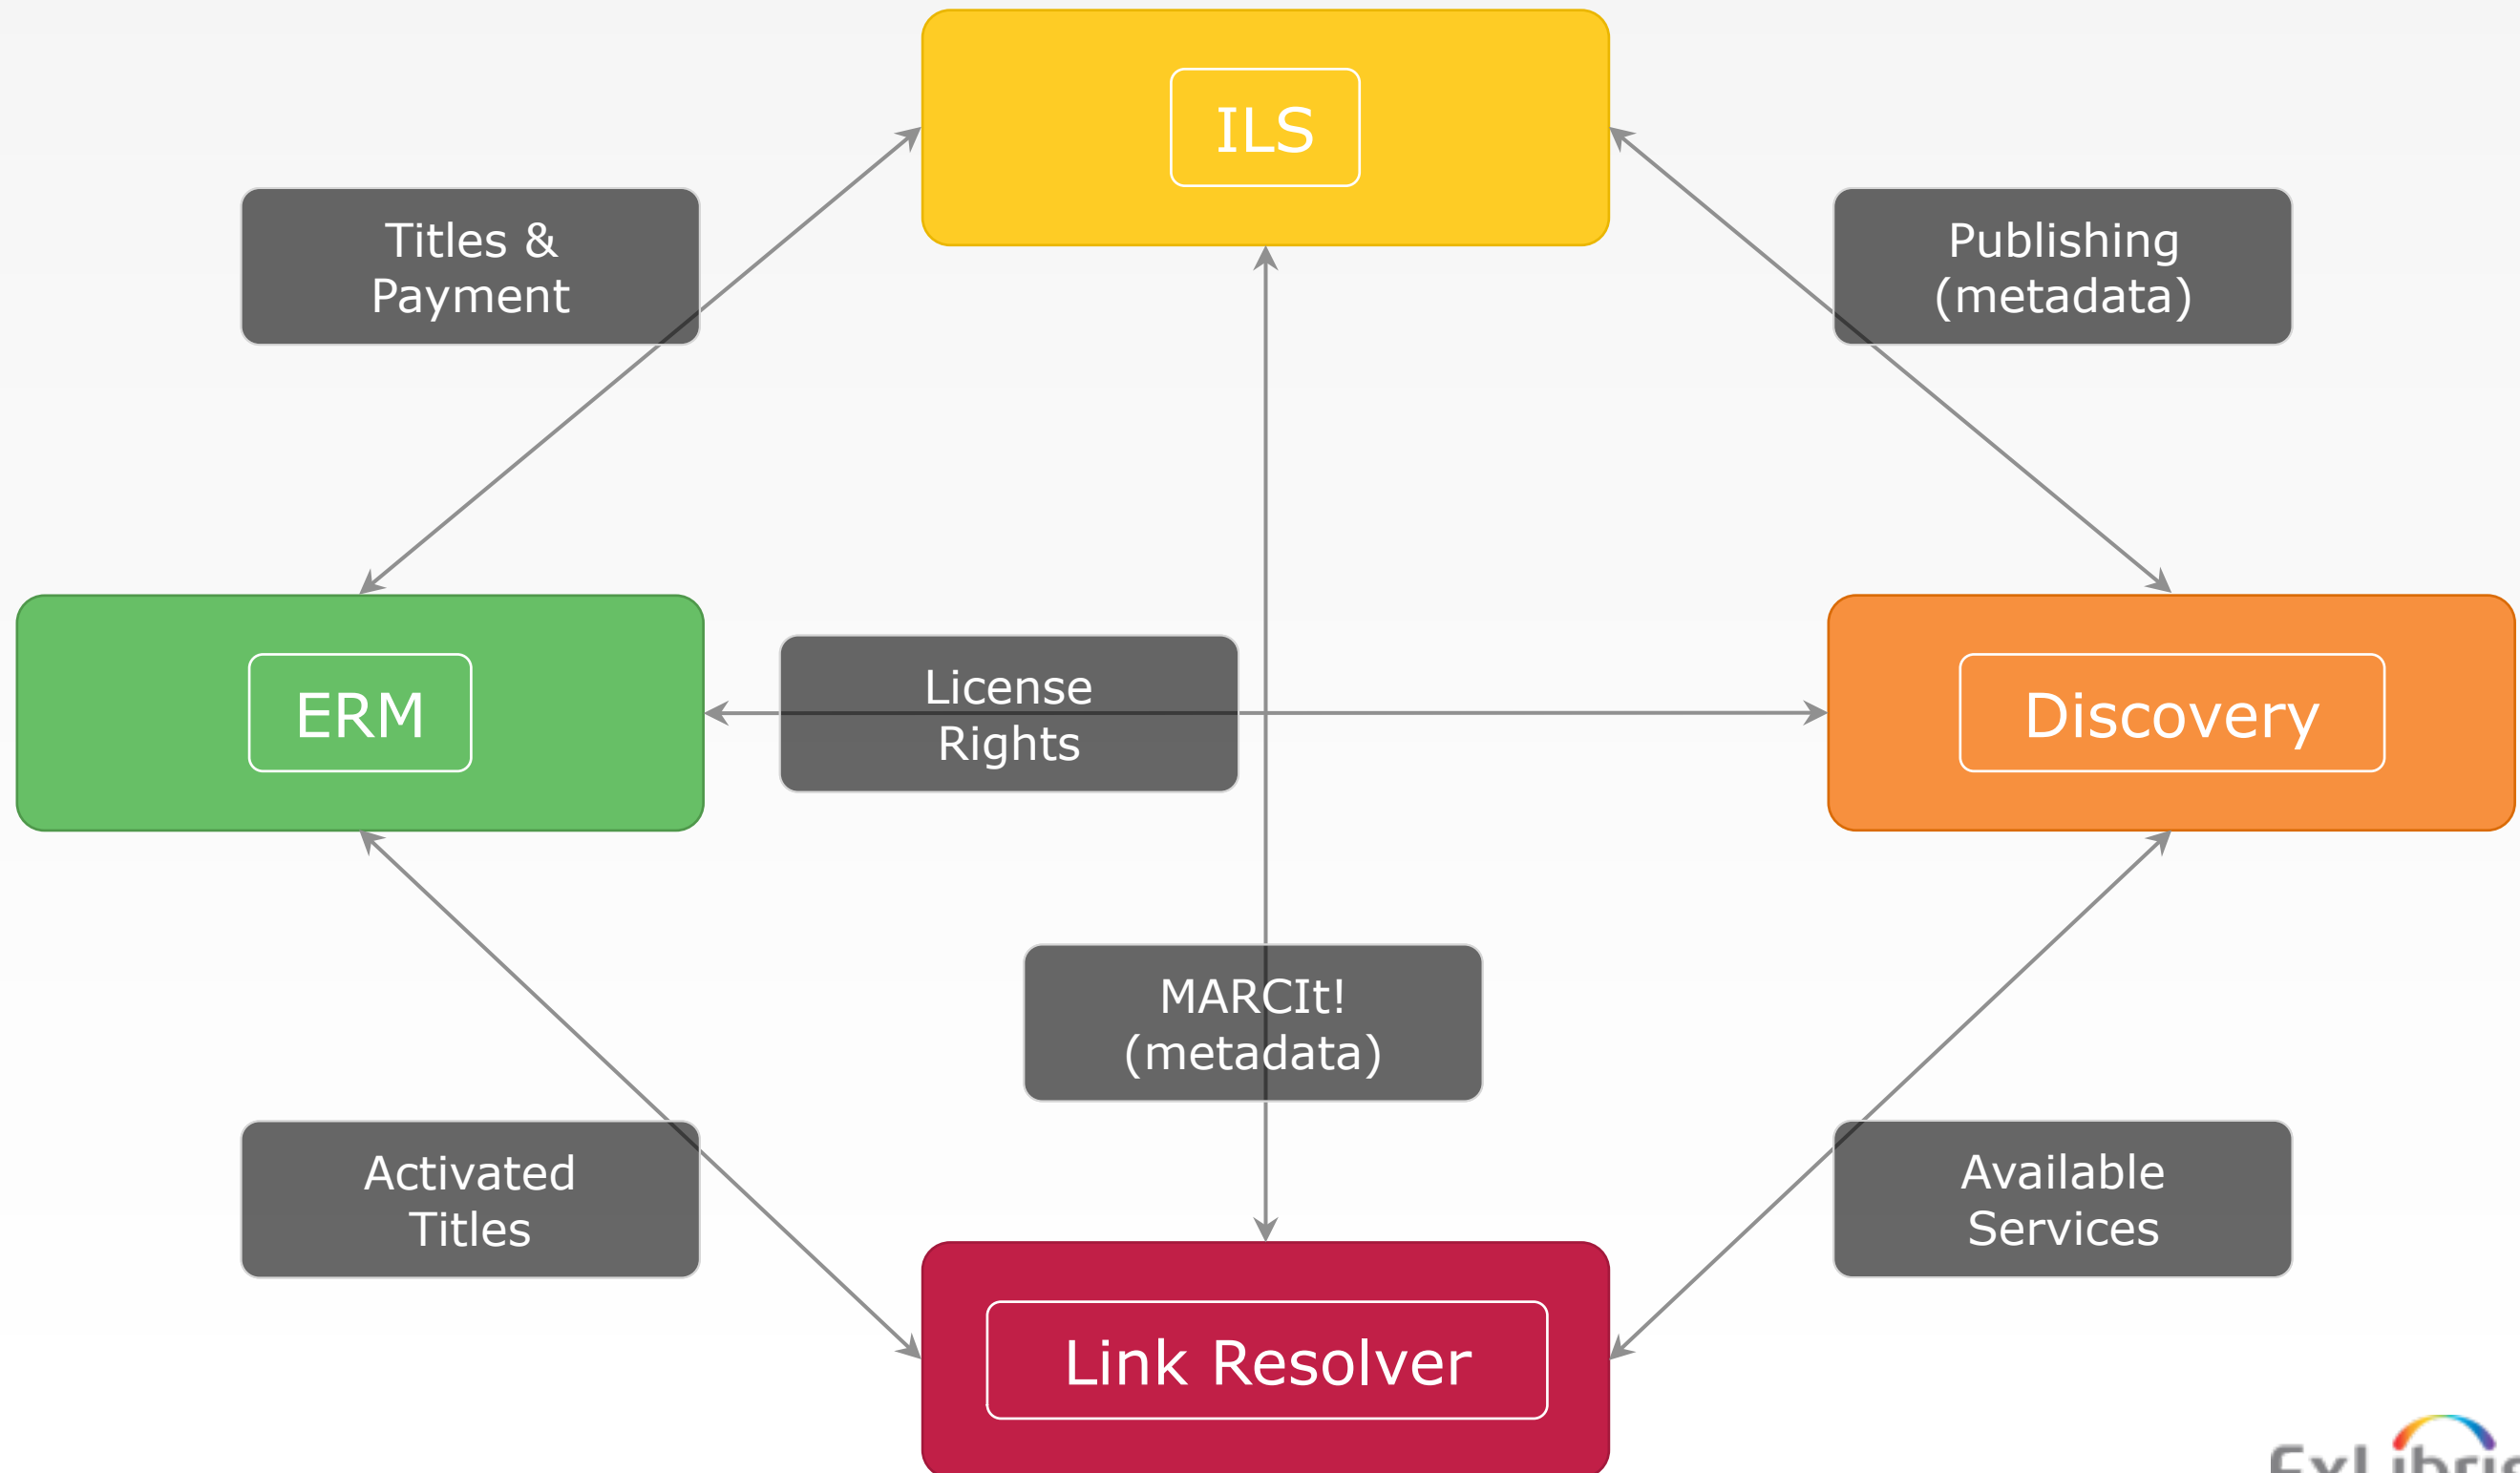 ILS
Titles &
Payment
Publishing
(metadata)
ERM
License
Rights
Discovery
MARCIt!
(metadata)
Activated
Titles
Available
Services
Link Resolver